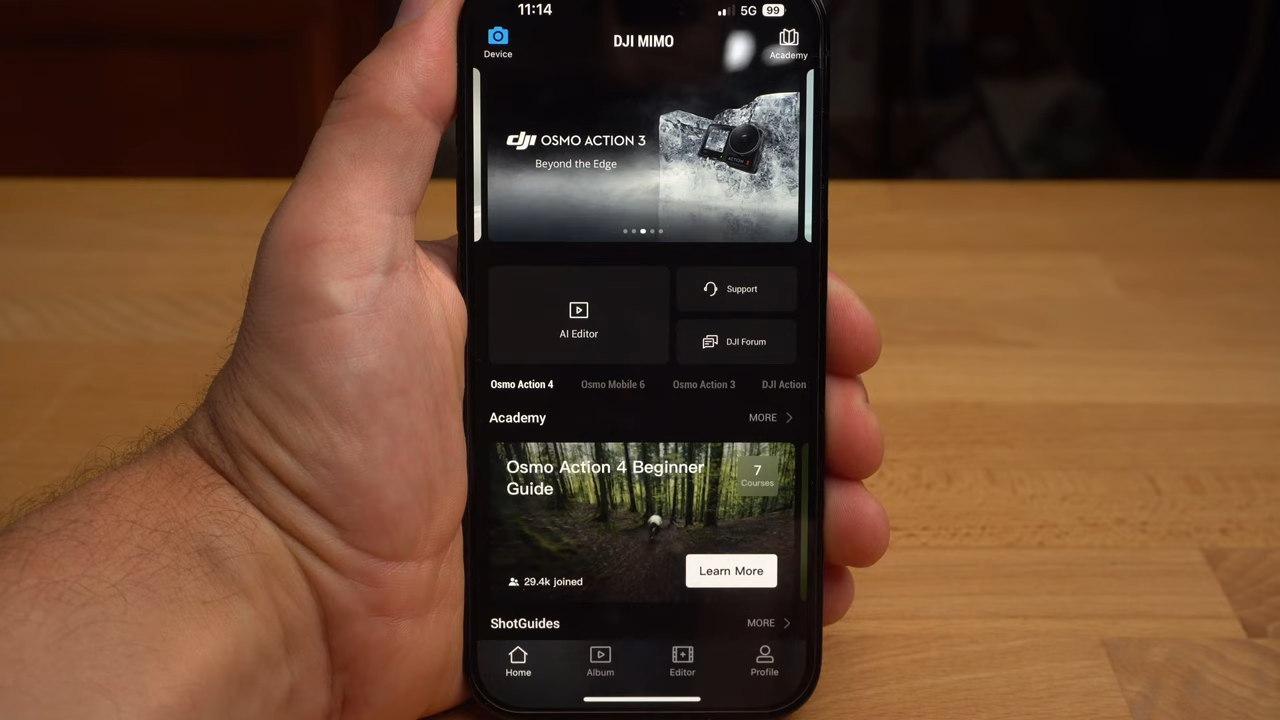 11:14
5G 99
Device
DJI MIMO
Academy
dji OSMO ACTION 3
Beyond the Edge
ACTION 3
AI Editor
Support
DJI Forum
Osmo Action 4 Osmo Mobile 6 Osmo Action 3 DJI Action
Academy MORE
Osmo Action 4 Beginner
Guide
7
Courses
29.4k joined
Learn More
ShotGuides MORE
Home Album Editor Profile